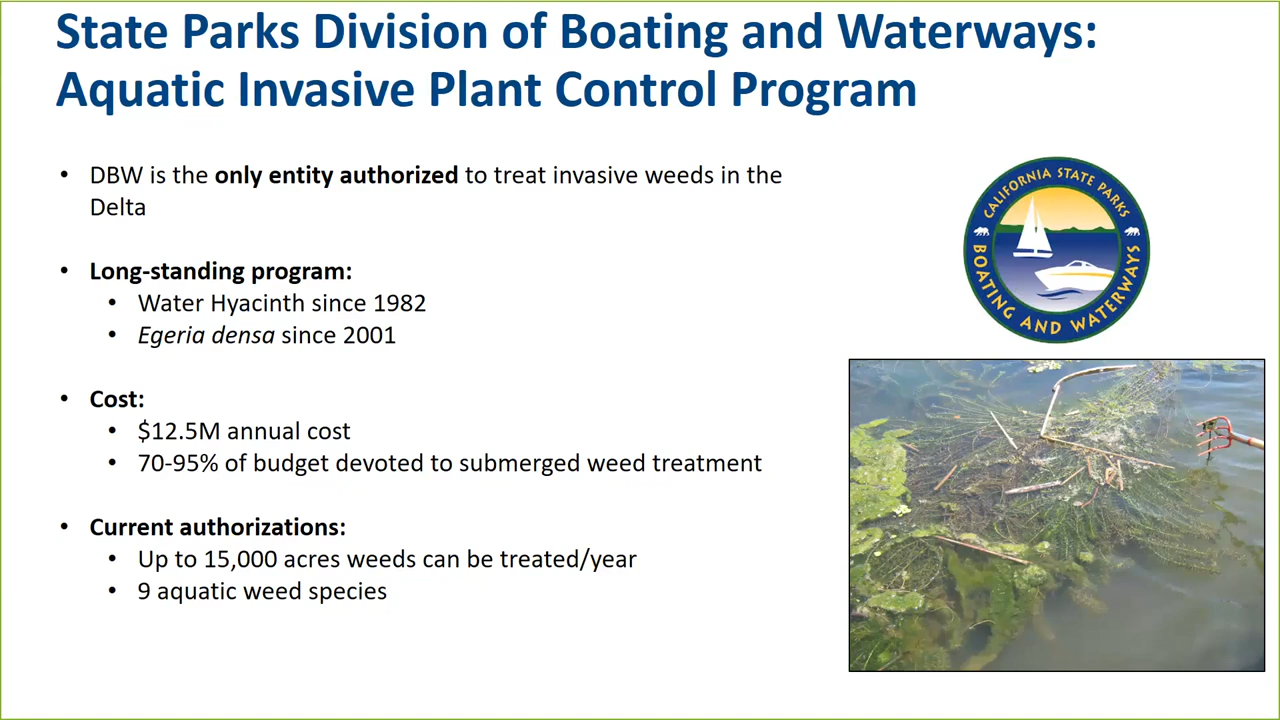 State Parks Division of Boating and Waterways:
Aquatic Invasive Plant Control Program
• DBW is the only entity authorized to treat invasive weeds in the
Delta
• Long-standing program:
• Water Hyacinth since 1982
• Egeria densa since 2001
• Cost:
• $12.5M annual cost
• 70-95% of budget devoted to submerged weed treatment
• Current authorizations:
• Up to 15,000 acres weeds can be treated/year
• 9 aquatic weed species
CALIFORNIA STATE PARKS
BOATING AND WATERWAYS